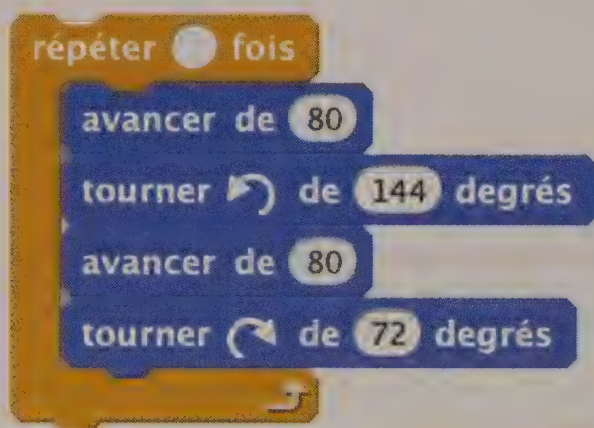 répéter fois
avancer de 80
tourner de 144 degrés
avancer de 80
tourner de 72 degrés